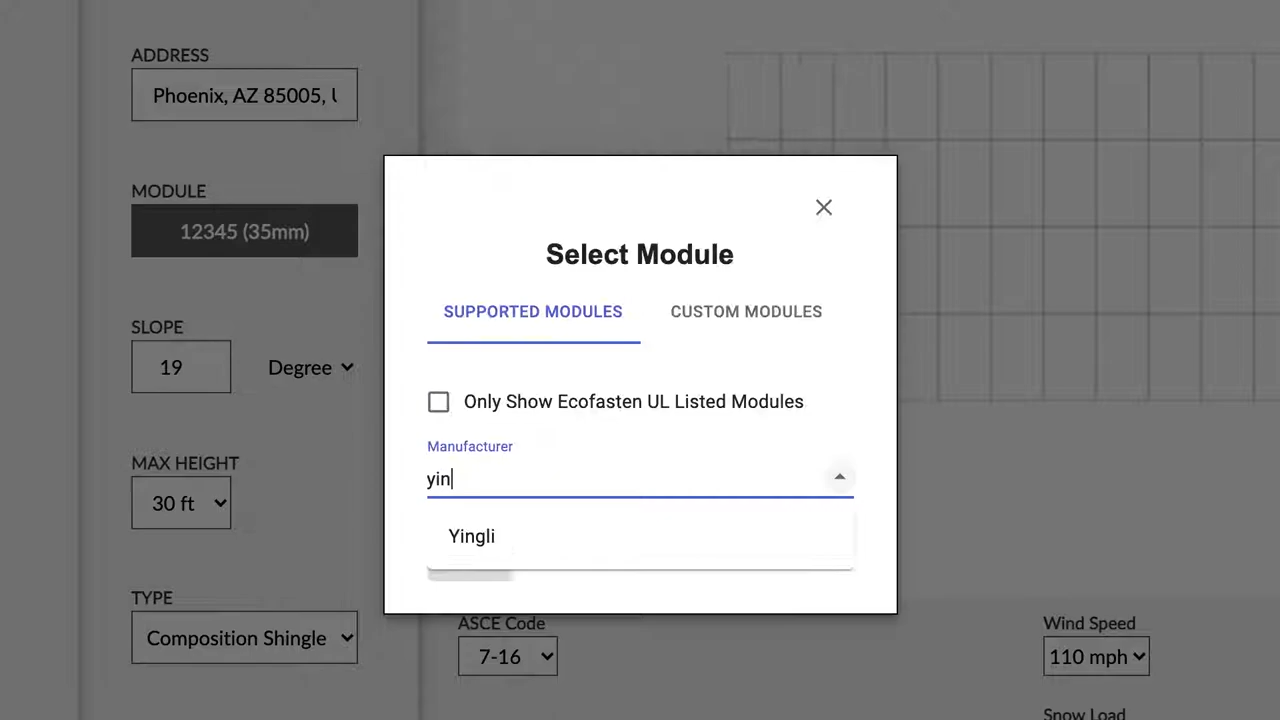 ADDRESS
Phoenix, AZ 85005,
MODULE
12345 (35mm)
SLOPE
19
Degree
MAX HEIGHT
30 ft
TYPE
Composition Shingle
Select Module
SUPPORTED MODULES
CUSTOM MODULES
Only Show Ecofasten UL Listed Modules
Manufacturer
yin
Yingli
ASCE Code
7-16
Wind Speed
110 mph
Snow Load